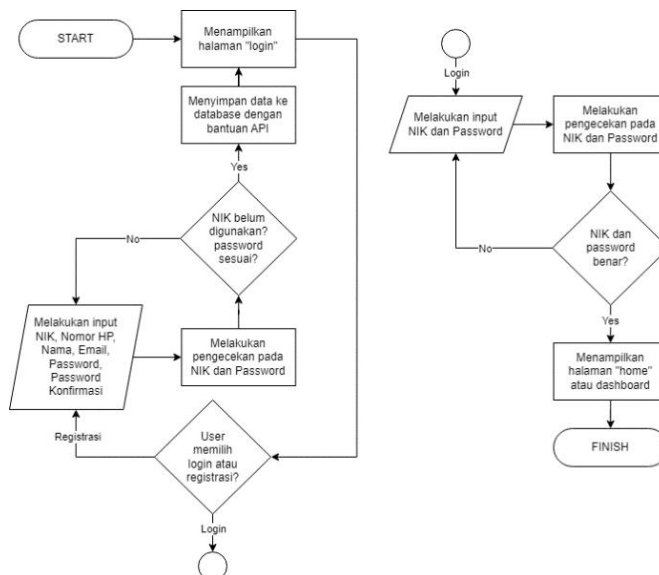 START
Menampilkan
halaman "login"
Menyimpan data ke
database dengan
bantuan API
Yes
NIK belum
digunakan?
password
sesuai?
No
Melakukan input
NIK, Nomor HP,
Nama, Email,
Password,
Password
Konfirmasi
Melakukan
pengecekan pada
NIK dan Password
Registrasi
User
memilih
login atau
registrasi?
Login
Login
Melakukan input
NIK dan Password
Melakukan
pengecekan pada
NIK dan Password
No
NIK dan
password
benar?
Yes
Menampilkan
halaman "home"
atau dashboard
FINISH